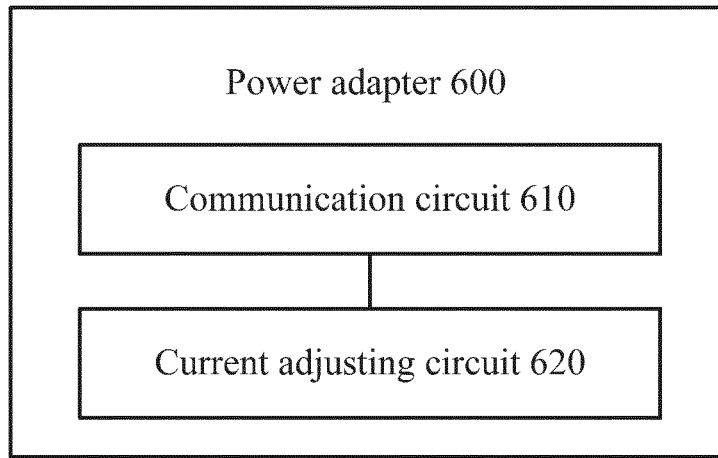 Power adapter 600
Communication circuit 610
Current adjusting circuit 620